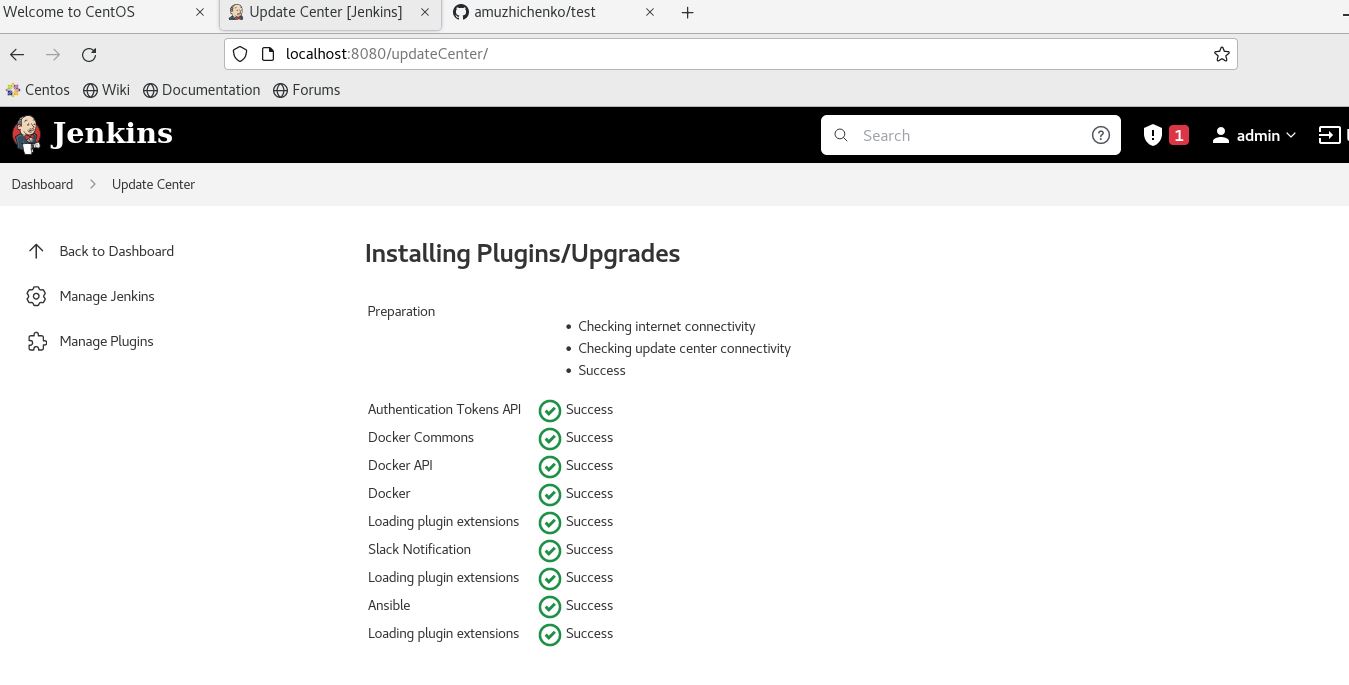 Welcome to CentOS
Update Center [Jenkins]
amuzhichenko/test
localhost:8080/updateCenter/
Centos Wiki Documentation Forums
Jenkins
Search
1
admin
Dashboard
Update Center
Back to Dashboard
Manage Jenkins
Manage Plugins
Installing Plugins/Upgrades
Preparation
• Checking internet connectivity
• Checking update center connectivity
• Success
Authentication Tokens API Success
Docker Commons Success
Docker API Success
Docker Success
Loading plugin extensions Success
Slack Notification Success
Loading plugin extensions Success
Ansible Success
Loading plugin extensions Success